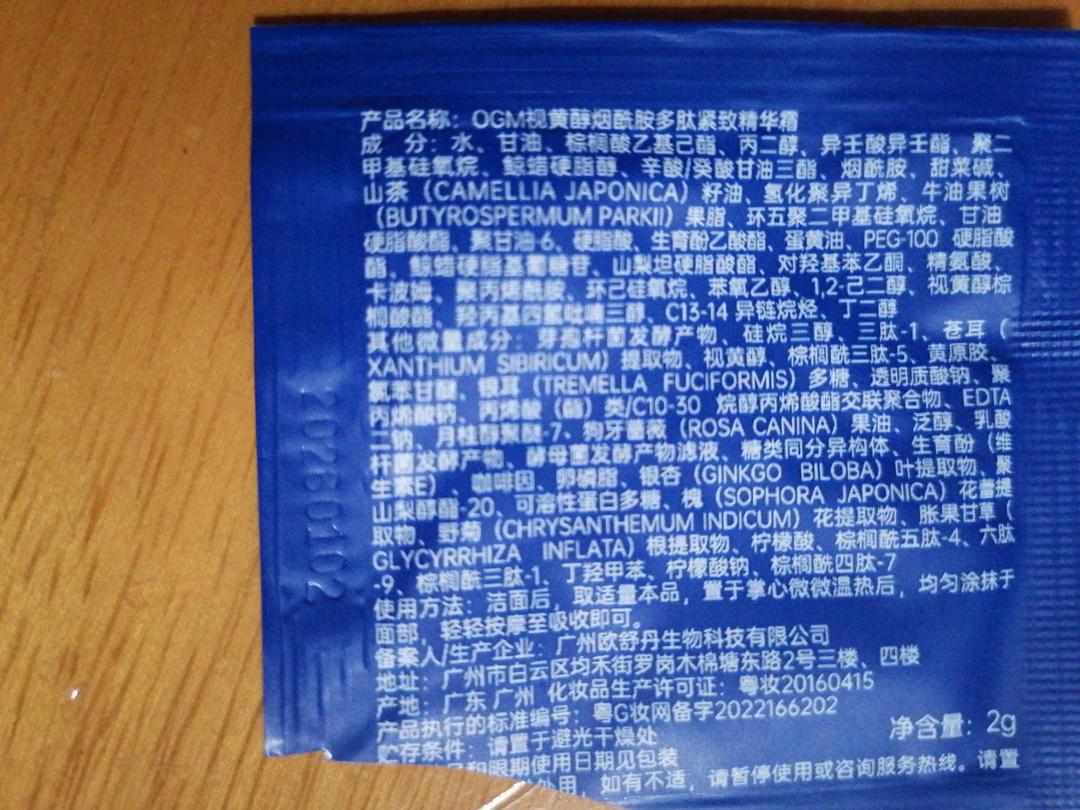 产品名称：OGM视黄醇烟酰胺多肽紧致精华霜
成 分：水、甘油、棕榈酸乙基己酯、丙二醇、异壬酸异壬酯、聚二
甲基硅氧烷、鲸蜡硬脂醇、辛酸/癸酸甘油三酯、烟酰胺、甜菜碱、
山茶（CAMELLIA JAPONICA）籽油、氢化聚异丁烯、牛油果树
（BUTYROSPERMUM PARKII）果脂、环五聚二甲基硅氧烷、甘油
硬脂酸酯、聚甘油-6、硬脂酸、生育酚乙酸酯、蛋黄油、PEG-100 硬脂酸
酯、鲸蜡硬脂基葡糖苷、山梨坦硬脂酸酯、对羟基苯乙酮、精氨酸、
卡波姆、聚丙烯酰胺、环己硅氧烷、苯氧乙醇、1,2-己二醇、视黄醇棕
榈酸酯、羟丙基四氢吡喃三醇、C13-14 异链烷烃、丁二醇
其他微量成分：芽孢杆菌发酵产物、硅烷三醇、三肽-1、苍耳（
XANTHIUM SIBIRICUM）提取物、视黄醇、棕榈酰三肽-5、黄原胶、
氯苯甘醚、银耳（TREMELLA FUCIFORMIS）多糖、透明质酸钠、聚
丙烯酸钠、丙烯酸（酯）类/C10-30 烷醇丙烯酸酯交联聚合物、EDTA
二钠、月桂醇聚醚-7、狗牙蔷薇（ROSA CANINA）果油、泛醇、乳酸
杆菌发酵产物、酵母菌发酵产物滤液、糖类同分异构体、生育酚（维
生素E）、咖啡因、卵磷脂、银杏（GINKGO BILOBA）叶提取物、聚
山梨醇酯-20、可溶性蛋白多糖、槐（SOPHORA JAPONICA）花蕾提
取物、野菊（CHRYSANTHEMUM INDICUM）花提取物、胀果甘草（
GLYCYRRHIZA INFLATA）根提取物、柠檬酸、棕榈酰五肽-4、六肽
-9、棕榈酰三肽-1、丁羟甲苯、柠檬酸钠、棕榈酰四肽-7
使用方法：洁面后，取适量本品，置于掌心微微温热后，均匀涂抹于
面部，轻轻按摩至吸收即可。
备案人/生产企业：广州欧舒丹生物科技有限公司
地址：广州市白云区均禾街罗岗木棉塘东路2号三楼、四楼
产地：广东 广州 化妆品生产许可证：粤妆20160415
产品执行的标准编号：粤G妆网备字2022166202
贮存条件：请置于避光干燥处
净含量：2g
和限期使用日期见包装
外用，如有不适，请暂停使用或咨询服务热线。请置
20260102